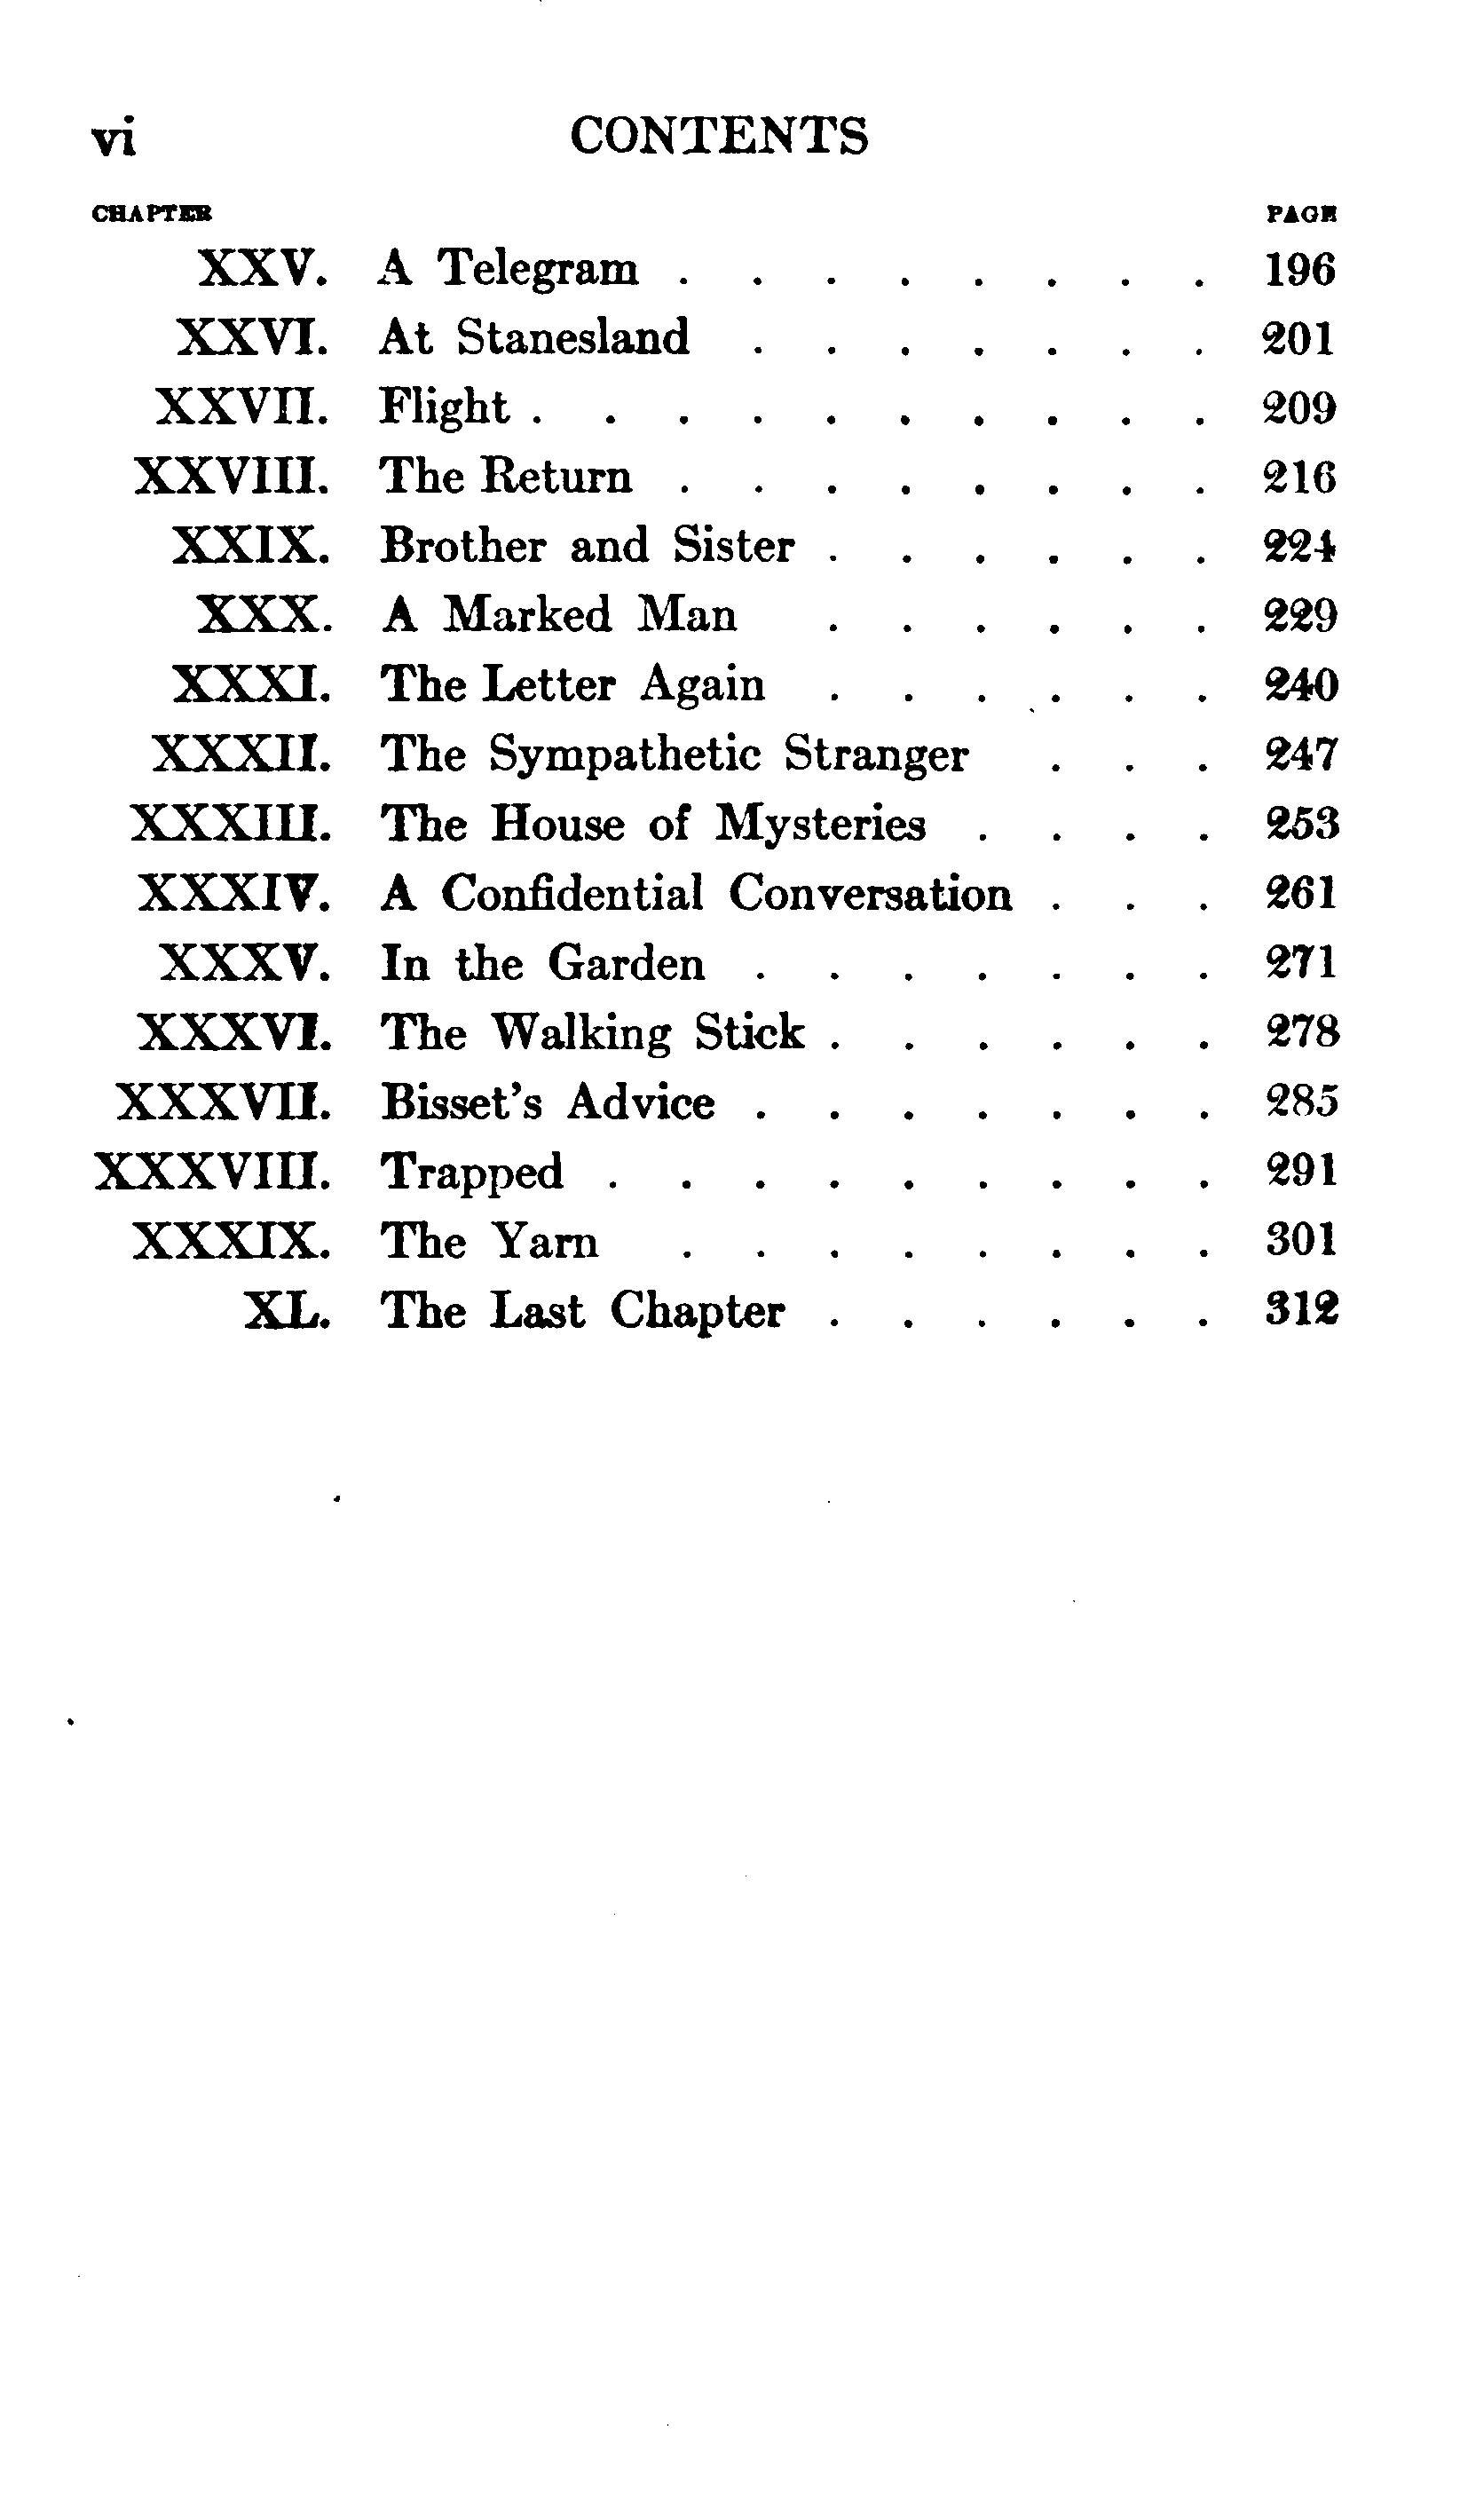 vi CONTENTS
CHAPTER PAGE
XXV. A Telegram . . . . . . . . 196
XXVI. At Stanesland . . . . . . . 201
XXVII. Flight . . . . . . . . . . 209
XXVIII. The Return . . . . . . . . 216
XXIX. Brother and Sister . . . . . . 224
XXX. A Marked Man . . . . . . 229
XXXI. The Letter Again . . . . . . 240
XXXII. The Sympathetic Stranger . . . 247
XXXIII. The House of Mysteries . . . . 253
XXXIV. A Confidential Conversation . . . 261
XXXV. In the Garden . . . . . . . 271
XXXVI. The Walking Stick . . . . . . 278
XXXVII. Bisset's Advice . . . . . . . 285
XXXVIII. Trapped . . . . . . . . . 291
XXXIX. The Yarn . . . . . . . . 301
XL. The Last Chapter . . . . . . 312